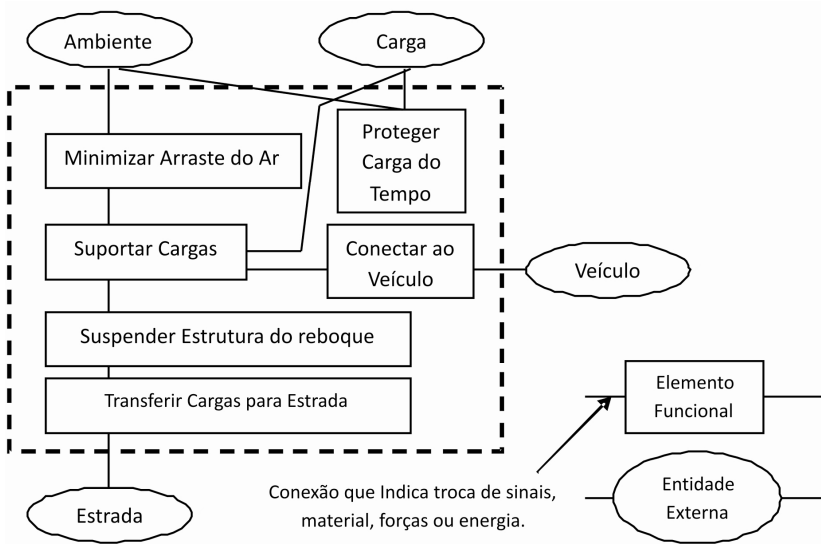 Ambiente
Carga
Minimizar Arraste do Ar
Proteger
Carga do
Tempo
Suportar Cargas
Conectar ao
Veículo
Veículo
Suspender Estrutura do reboque
Transferir Cargas para Estrada
Estrada
Elemento
Funcional
Conexão que Indica troca de sinais,
material, forças ou energia.
Entidade
Externa